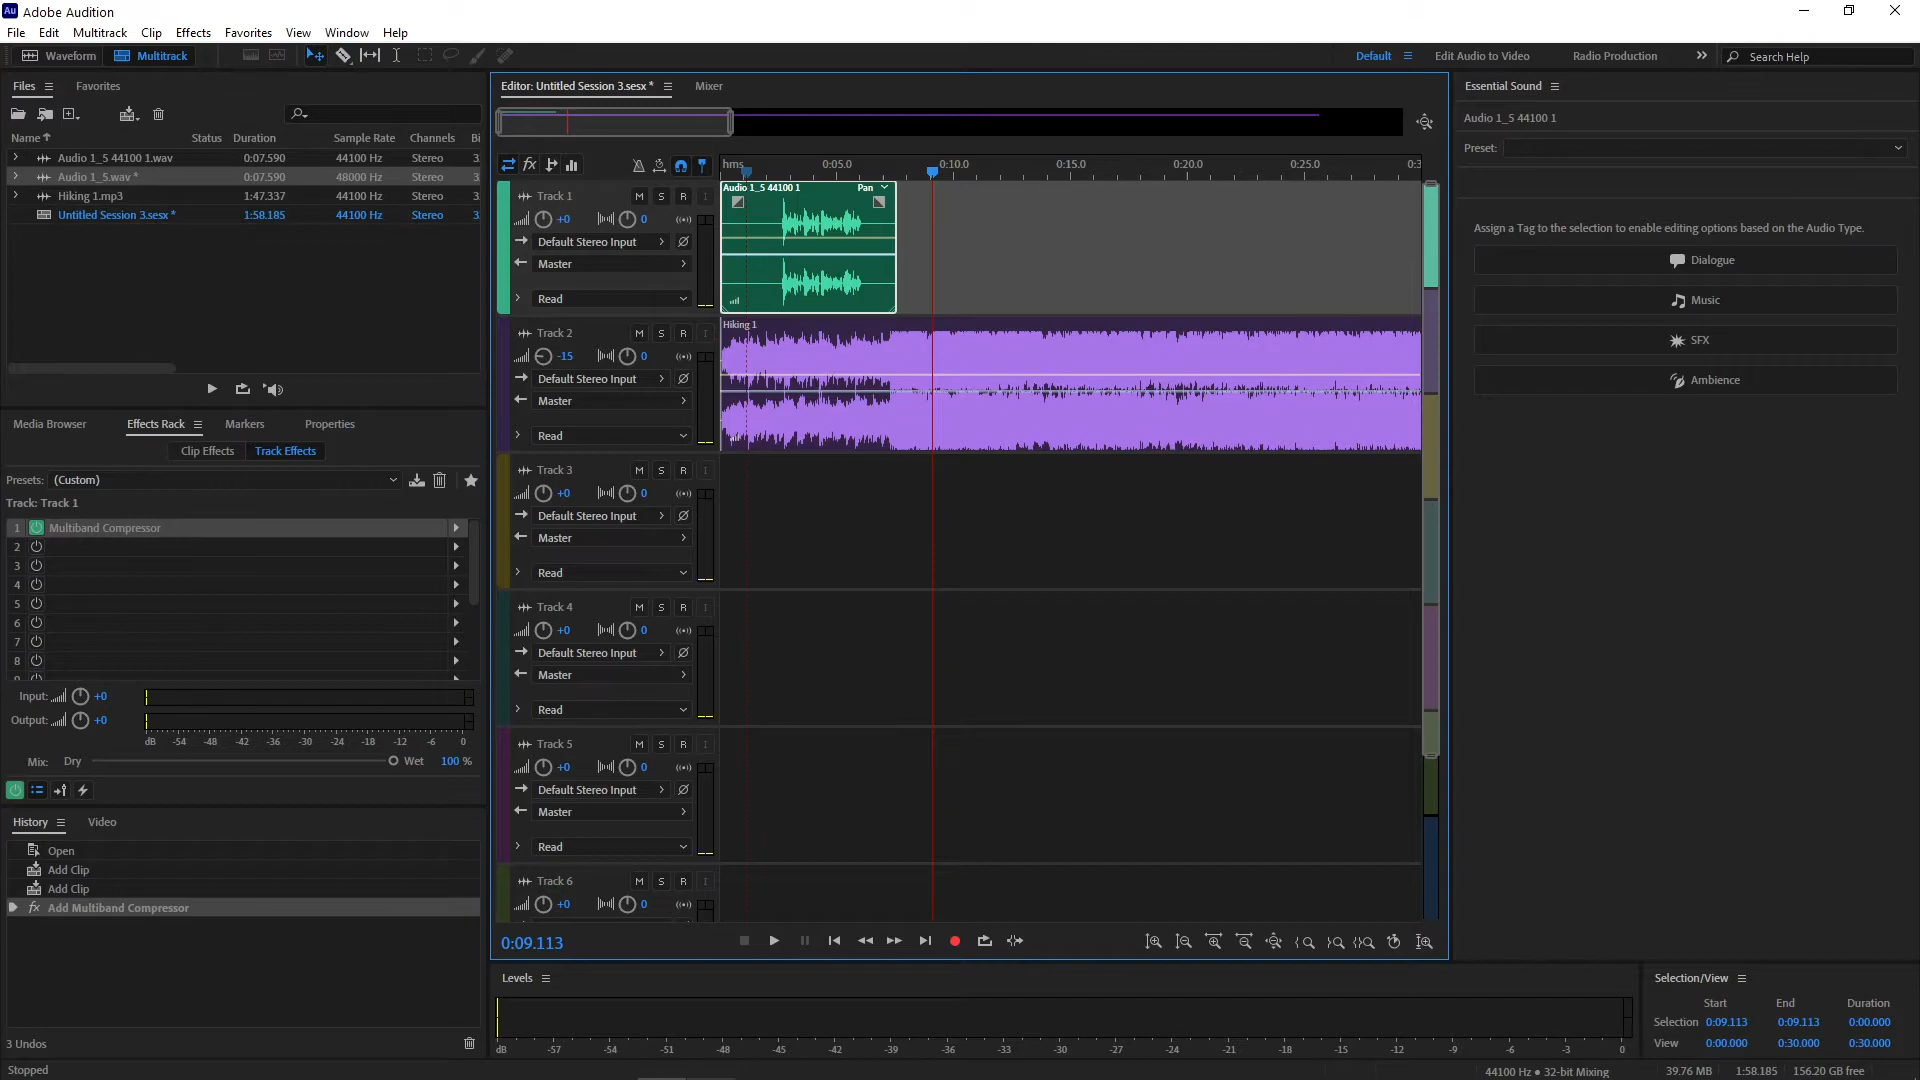 Au Adobe Audition
File Edit Multitrack Clip Effects Favorites View Window Help
Waveform Multitrack
Default Edit Audio to Video Radio Production Search Help
Files Favorites
Name Status Duration Sample Rate Channels Bi
Audio 1_5 44100 1.wav 0:07.590 44100 Hz Stereo 3
Audio 1_5.wav * 0:07.590 48000 Hz Stereo 3
Hiking 1.mp3 1:47.337 44100 Hz Stereo 3
Untitled Session 3.sesx * 1:58.185 44100 Hz Stereo 3
Media Browser Effects Rack Markers Properties
Clip Effects Track Effects
Presets: (Custom)
Track: Track 1
1 Multiband Compressor
2
3
4
5
6
7
8
Input: +0
Output: +0
dB -54 -48 -42 -36 -30 -24 -18 -12 -6 0
Mix: Dry Wet 100 %
History Video
Open
Add Clip
Add Clip
fx Add Multiband Compressor
3 Undos
Stopped
Editor: Untitled Session 3.sesx * Mixer
fx
hms 0:05.0 0:10.0 0:15.0 0:20.0 0:25.0 0:3
Track 1 M S R I
+0 0
Default Stereo Input
Master
Read
Audio 1_5 44100 1 Pan
Track 2 M S R I
-15 0
Default Stereo Input
Master
Read
Hiking 1
Track 3 M S R I
+0 0
Default Stereo Input
Master
Read
Track 4 M S R I
+0 0
Default Stereo Input
Master
Read
Track 5 M S R I
+0 0
Default Stereo Input
Master
Read
Track 6 M S R I
+0 0
0:09.113
Levels
dB -57 -54 -51 -48 -45 -42 -39 -36 -33 -30 -27 -24 -21 -18 -15 -12 -9 -6 -3 0
Essential Sound
Audio 1_5 44100 1
Preset:
Assign a Tag to the selection to enable editing options based on the Audio Type.
Dialogue
Music
SFX
Ambience
Selection/View
Start End Duration
Selection 0:09.113 0:09.113 0:00.000
View 0:00.000 0:30.000 0:30.000
44100 Hz ● 32-bit Mixing 39.76 MB 1:58.185 156.20 GB free